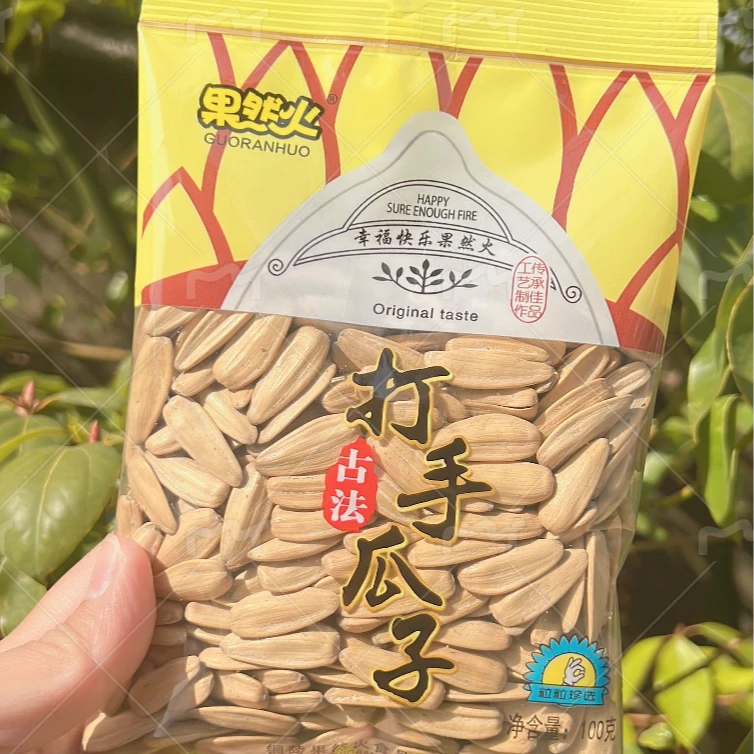 果然火®
GUORANHUO
HAPPY
SURE ENOUGH FIRE
幸福快乐果然火
Original taste
传承佳品
工艺制作
打手瓜子
古法
粒粒珍选
净含量：100克